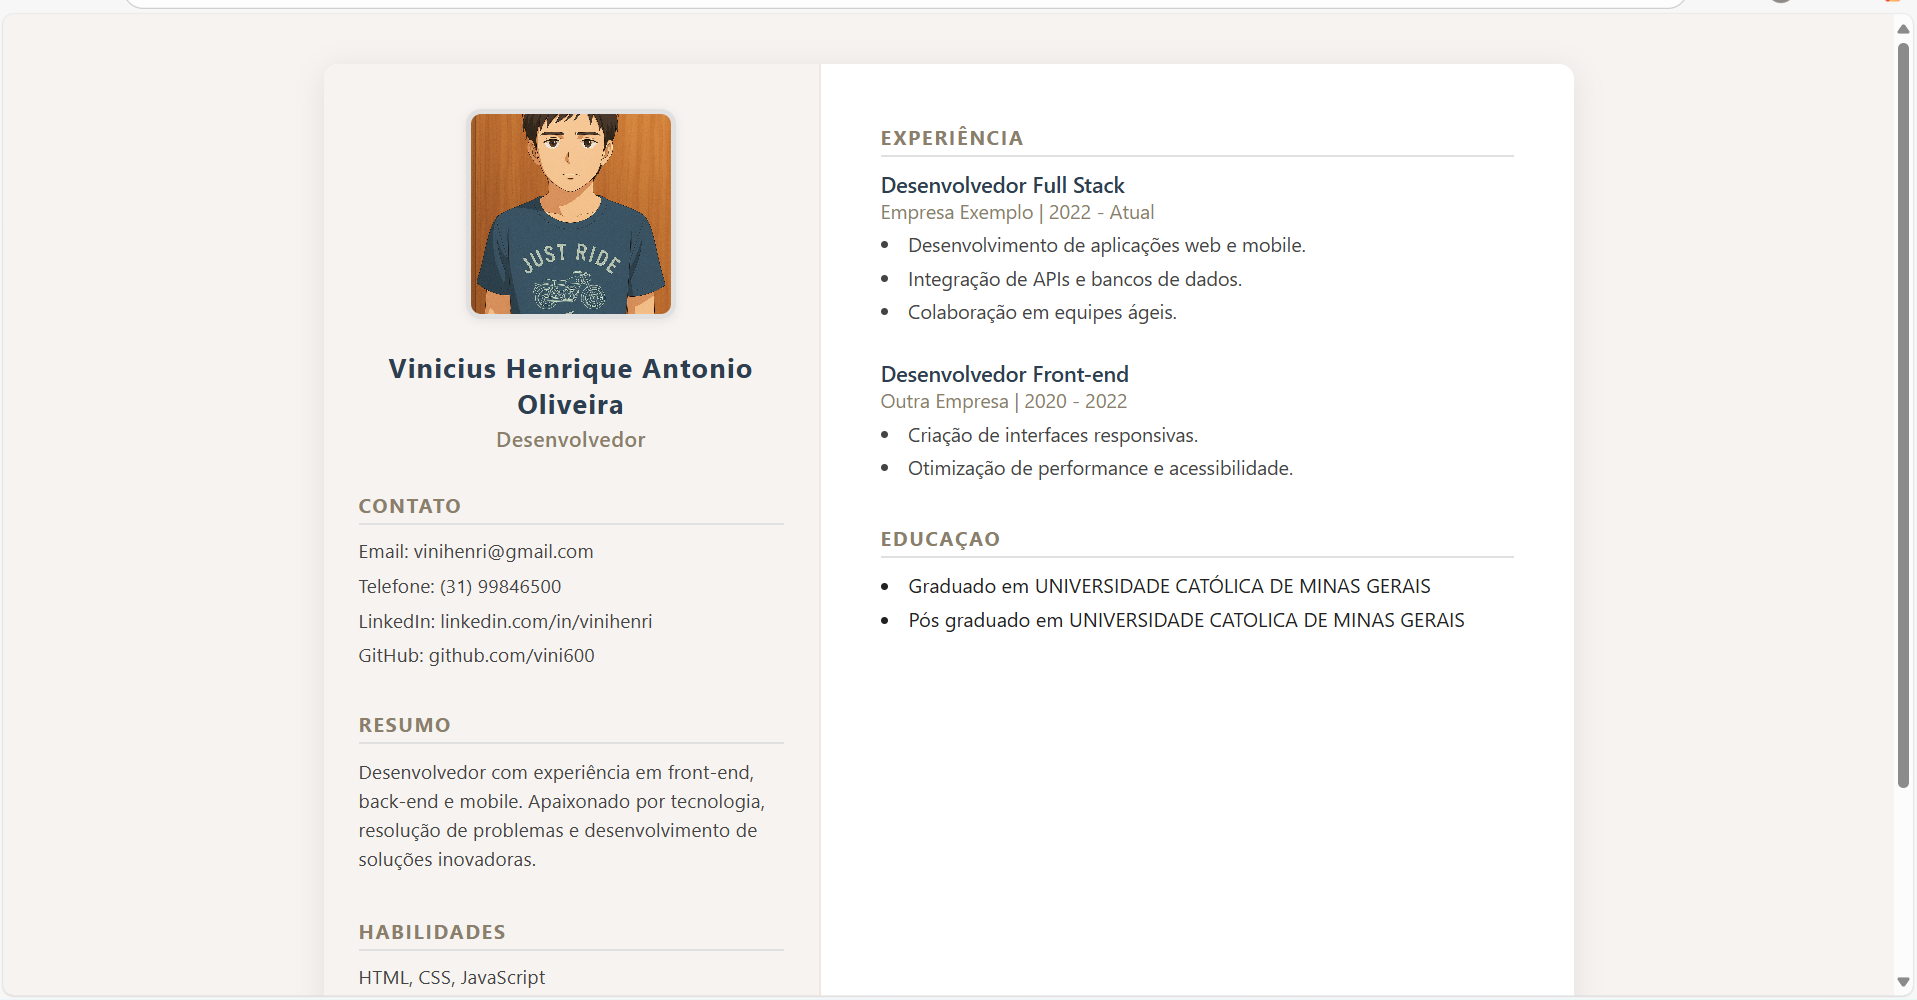 JUST RIDE
Vinicius Henrique Antonio
Oliveira
Desenvolvedor
CONTATO
Email: vinihenri@gmail.com
Telefone: (31) 99846500
LinkedIn: linkedin.com/in/vinihenri
GitHub: github.com/vini600
RESUMO
Desenvolvedor com experiência em front-end,
back-end e mobile. Apaixonado por tecnologia,
resolução de problemas e desenvolvimento de
soluções inovadoras.
HABILIDADES
HTML, CSS, JavaScript
EXPERIÊNCIA
Desenvolvedor Full Stack
Empresa Exemplo | 2022 - Atual
• Desenvolvimento de aplicações web e mobile.
• Integração de APIs e bancos de dados.
• Colaboração em equipes ágeis.
Desenvolvedor Front-end
Outra Empresa | 2020 - 2022
• Criação de interfaces responsivas.
• Otimização de performance e acessibilidade.
EDUCAÇAO
• Graduado em UNIVERSIDADE CATÓLICA DE MINAS GERAIS
• Pós graduado em UNIVERSIDADE CATOLICA DE MINAS GERAIS